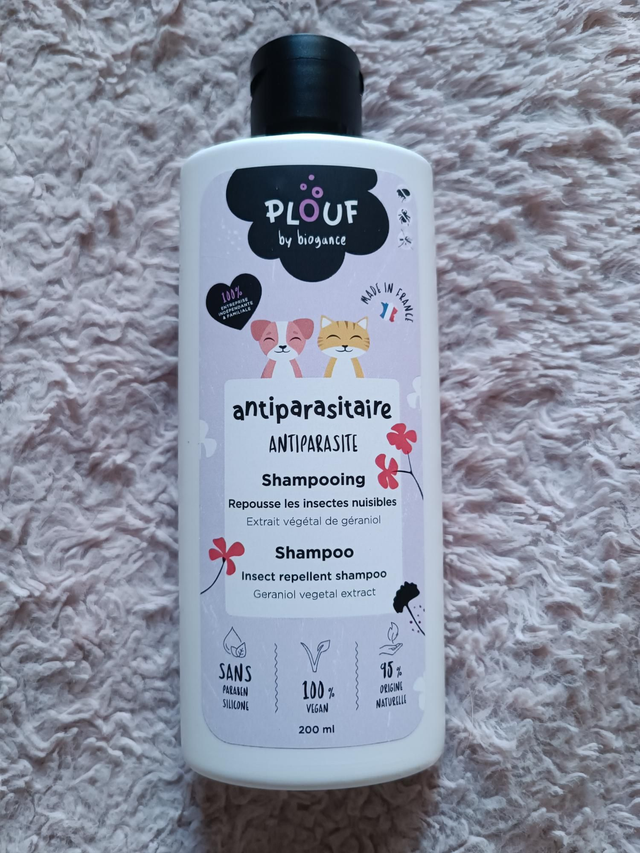 PLOUF
by biogance
100%
ENTREPRISE
INDÉPENDANTE
& FAMILIALE
MADE IN FRANCE
antiparasitaire
ANTIPARASITE
Shampooing
Repousse les insectes nuisibles
Extrait végétal de géraniol
Shampoo
Insect repellent shampoo
Geraniol vegetal extract
SANS
PARABEN
SILICONE
100 %
VEGAN
95 %
ORIGINE
NATURELLE
200 ml